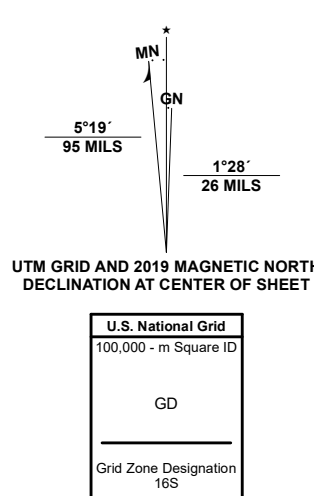 ★
MN
GN
5°19´
95 MILS
1°28´
26 MILS
UTM GRID AND 2019 MAGNETIC NORTH
DECLINATION AT CENTER OF SHEET
U.S. National Grid
100,000 - m Square ID
GD
Grid Zone Designation
16S